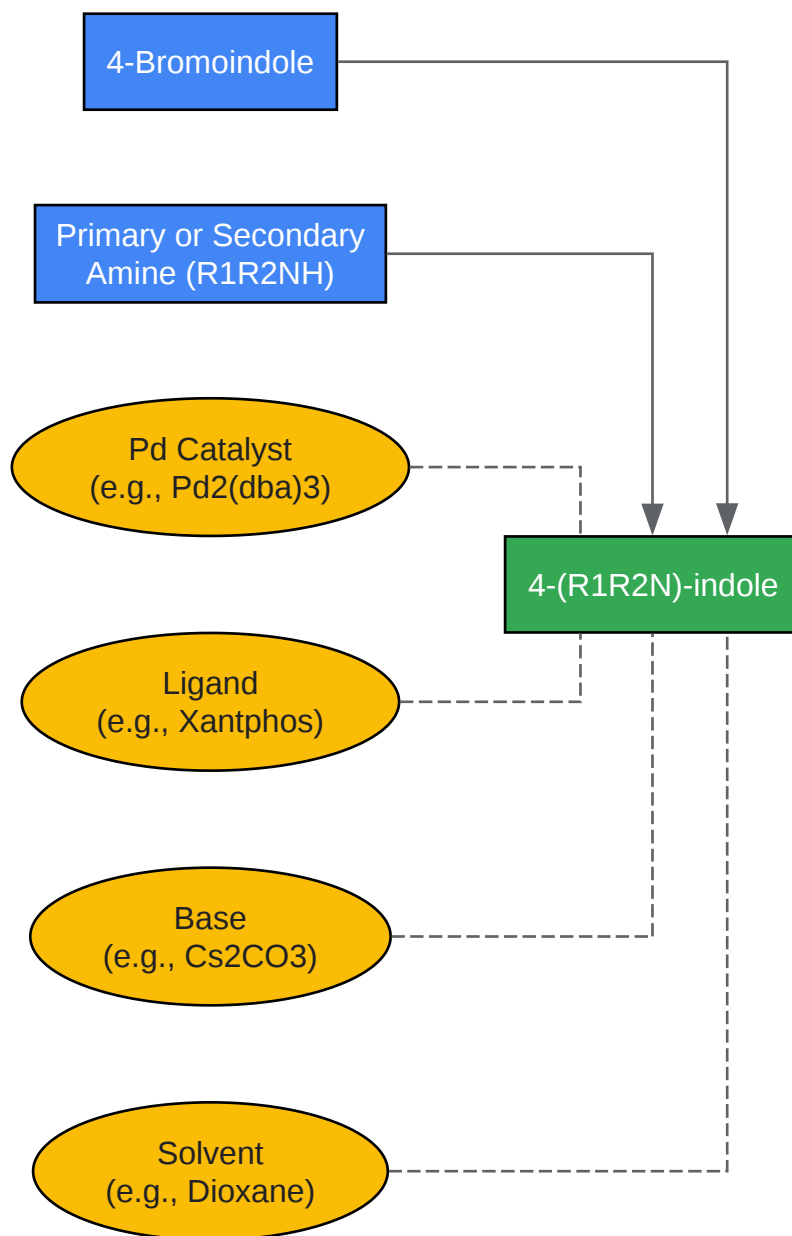 4-Bromoindole
Primary or Secondary
Amine (R1R2NH)
Pd Catalyst
(e.g., Pd2(dba)3)
4-(R1R2N)-indole
Ligand
(e.g., Xantphos)
Base
(e.g., Cs2CO3)
Solvent
(e.g., Dioxane)